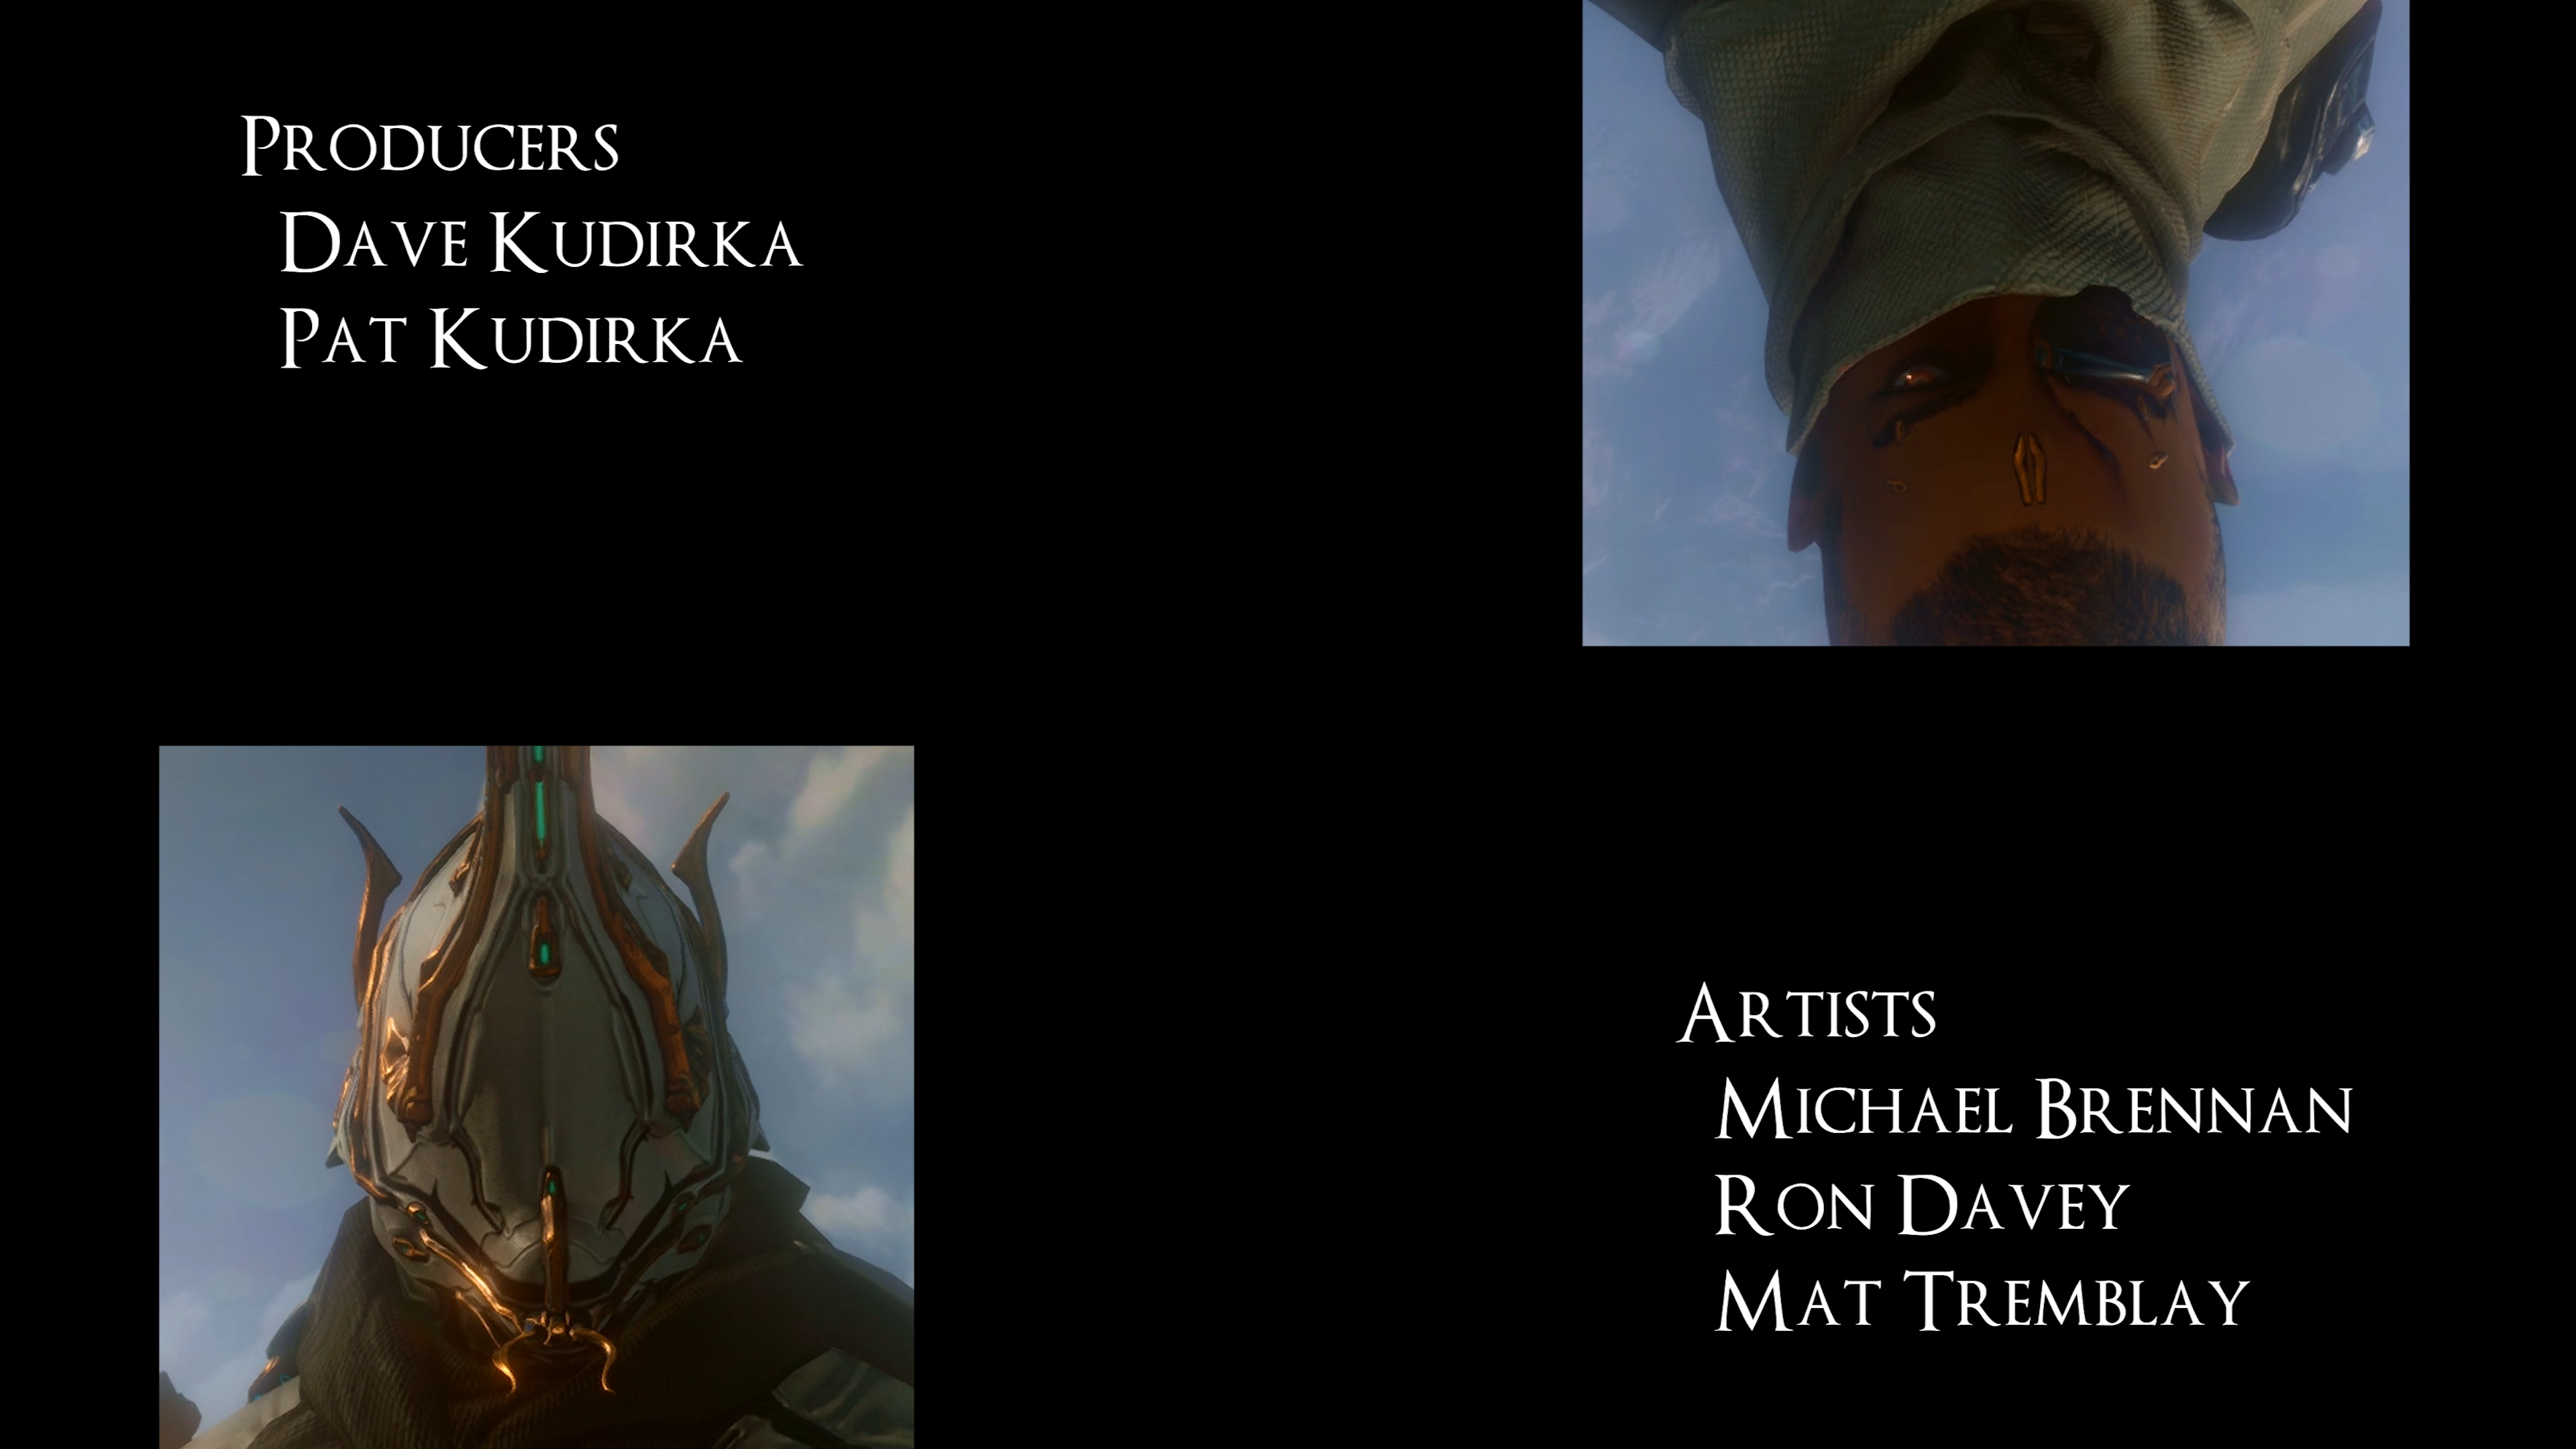 Producers
Dave Kudirka
Pat Kudirka
Artists
Michael Brennan
Ron Davey
Mat Tremblay